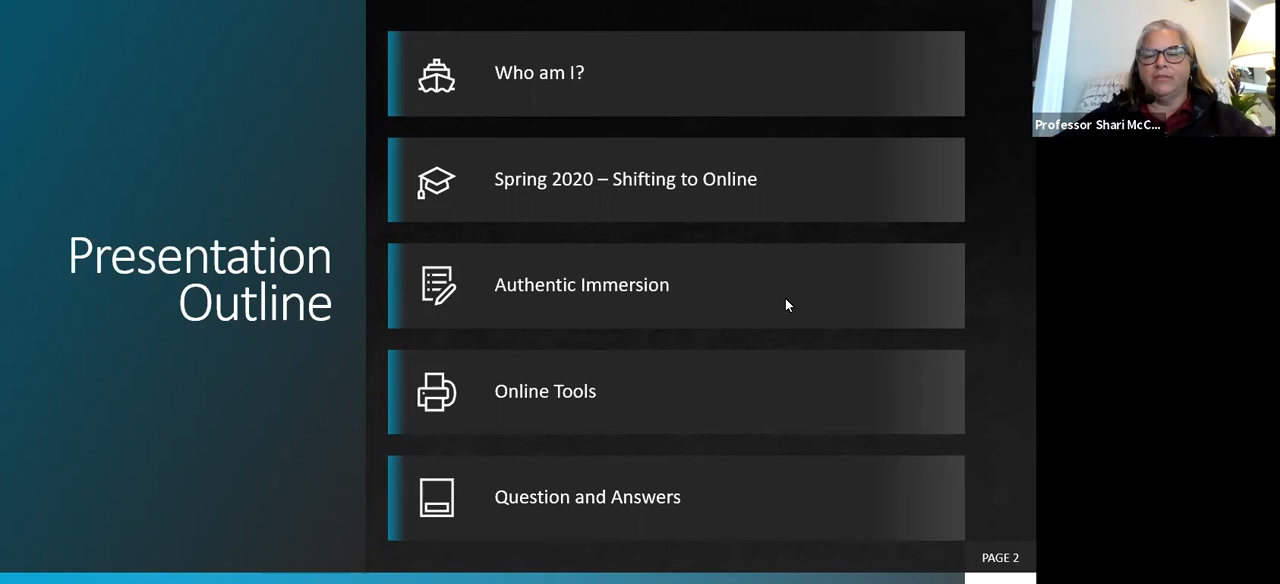 Presentation
Outline
Who am I?
Spring 2020 – Shifting to Online
Authentic Immersion
Online Tools
Question and Answers
PAGE 2
Professor Shari McC...